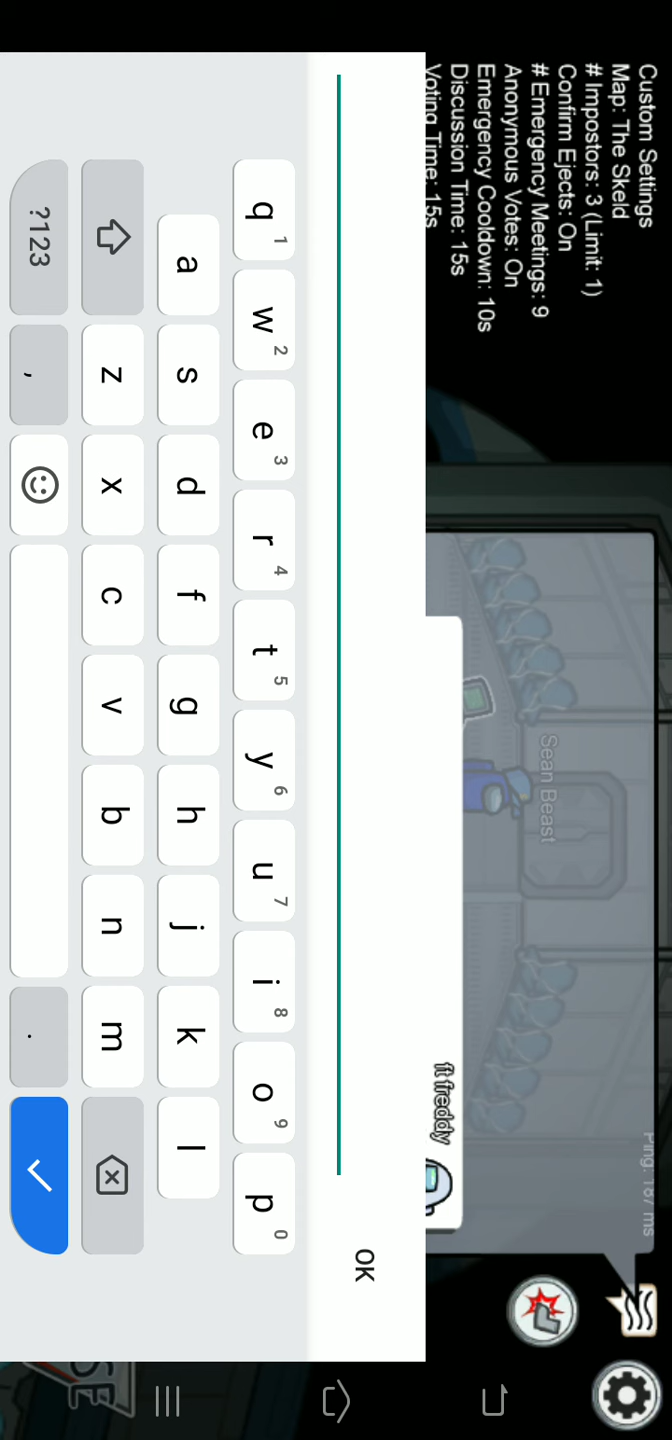 Custom Settings
Map: The Skeld
# Impostors: 3 (Limit: 1)
Confirm Ejects: On
# Emergency Meetings: 9
Anonymous Votes: On
Emergency Cooldown: 10s
Discussion Time: 15s
Voting Time: 15s
Ping: 187 ms
Sean Beast
ft freddy
OK
q 1 w 2 e 3 r 4 t 5 y 6 u 7 i 8 o 9 p 0
a s d f g h j k l
z x c v b n m
?123 , .